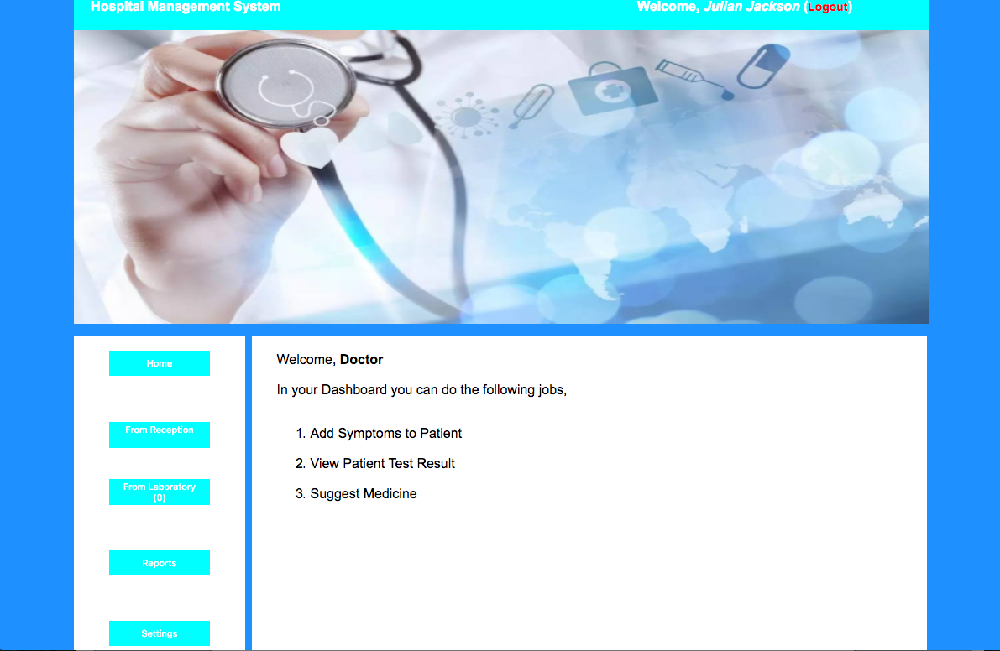 Hospital Management System
Welcome, Julian Jackson (Logout)
Home
From Reception
From Laboratory
(0)
Reports
Settings
Welcome, Doctor
In your Dashboard you can do the following jobs,
1. Add Symptoms to Patient
2. View Patient Test Result
3. Suggest Medicine